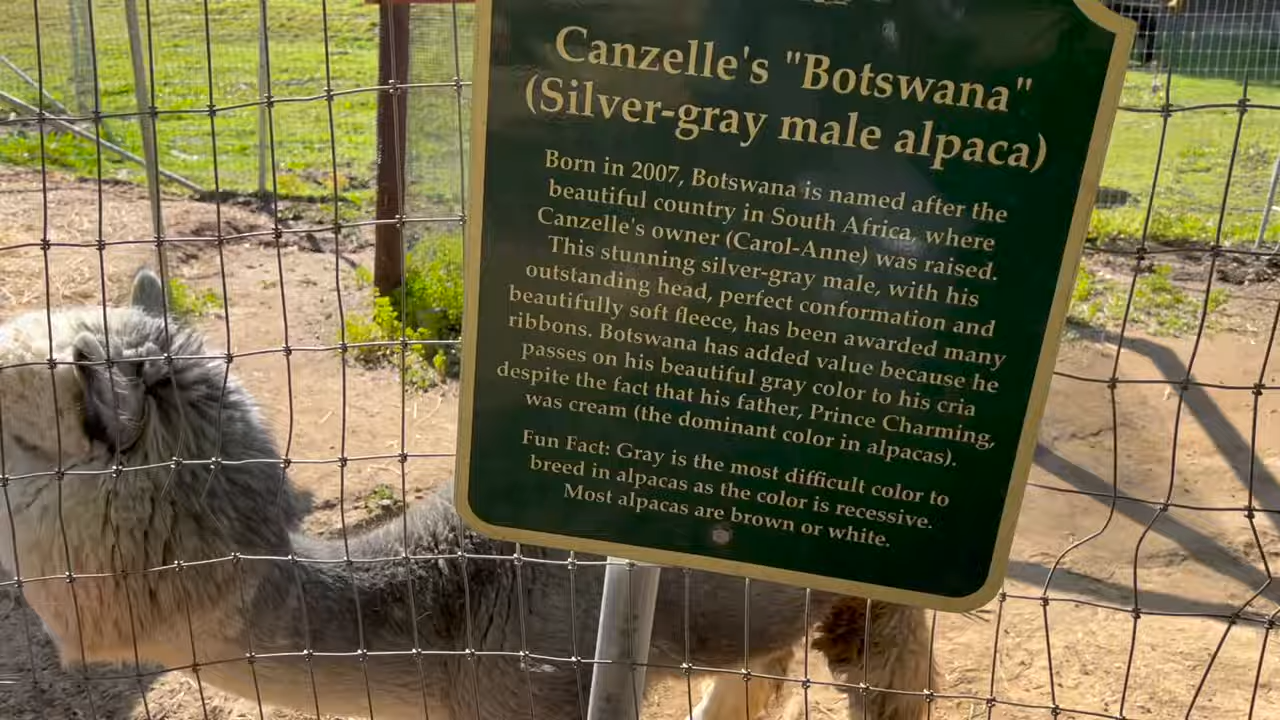 Canzelle's "Botswana"
(Silver-gray male alpaca)
Born in 2007, Botswana is named after the
beautiful country in South Africa, where
Canzelle's owner (Carol-Anne) was raised.
This stunning silver-gray male, with his
outstanding head, perfect conformation and
beautifully soft fleece, has been awarded many
ribbons. Botswana has added value because he
passes on his beautiful gray color to his cria
despite the fact that his father, Prince Charming,
was cream (the dominant color in alpacas).
Fun Fact: Gray is the most difficult color to
breed in alpacas as the color is recessive.
Most alpacas are brown or white.